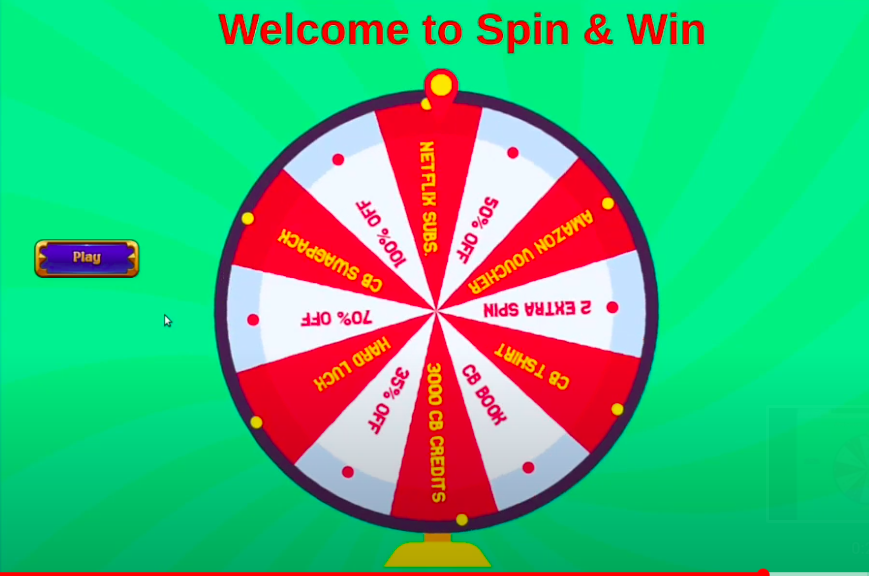 Welcome to Spin & Win
NETFLIX SUBS.
50% OFF
AMAZON VOUCHER
2 EXTRA SPIN
CB TSHIRT
CB BOOK
3000 CB CREDITS
35% OFF
HARD LUCK
70% OFF
CB SWAGPACK
100% OFF
Play